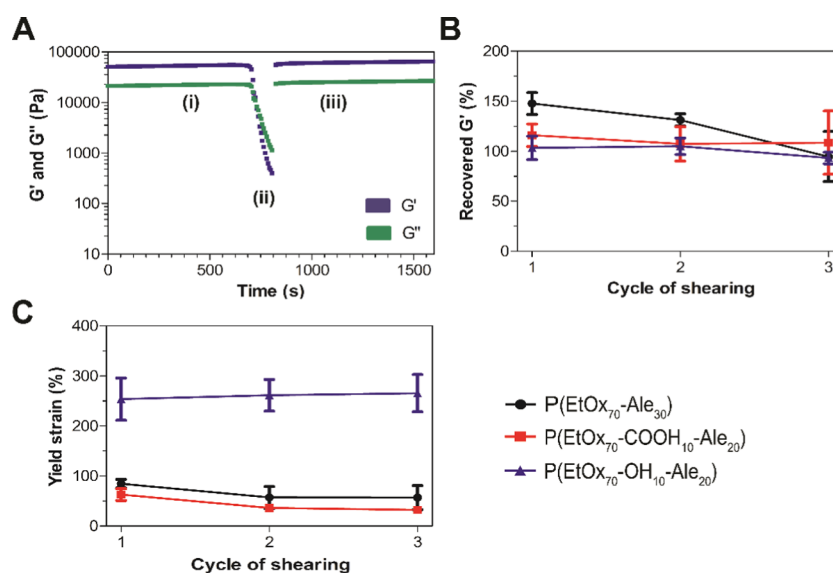 A
G' and G'' (Pa)
100000
10000
1000
100
10
(i)
(ii)
(iii)
G'
G"
0
500
1000
1500
Time (s)
B
Recovered G' (%)
200
150
100
50
0
1
2
3
Cycle of shearing
C
Yield strain (%)
400
300
200
100
0
1
2
3
Cycle of shearing
P(EtOx₇₀-Ale₃₀)
P(EtOx₇₀-COOH₁₀-Ale₂₀)
P(EtOx₇₀-OH₁₀-Ale₂₀)